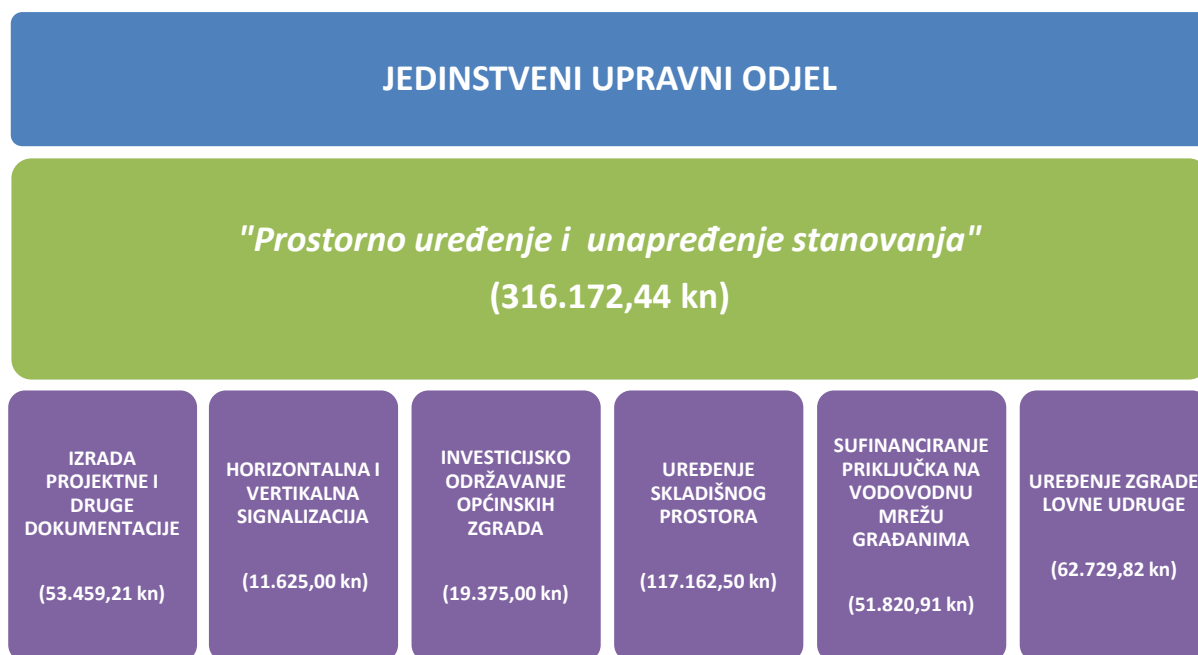 JEDINSTVENI UPRAVNI ODJEL
"Prostorno uređenje i  unapređenje stanovanja"
(316.172,44 kn)
IZRADA
PROJEKTNE I
DRUGE
DOKUMENTACIJE
(53.459,21 kn)
HORIZONTALNA I
VERTIKALNA
SIGNALIZACIJA
(11.625,00 kn)
INVESTICIJSKO
ODRŽAVANJE
OPĆINSKIH
ZGRADA
(19.375,00 kn)
UREĐENJE
SKLADIŠNOG
PROSTORA
(117.162,50 kn)
SUFINANCIRANJE
PRIKLJUČKA NA
VODOVODNU
MREŽU
GRAĐANIMA
(51.820,91 kn)
UREĐENJE ZGRADE
LOVNE UDRUGE
(62.729,82 kn)